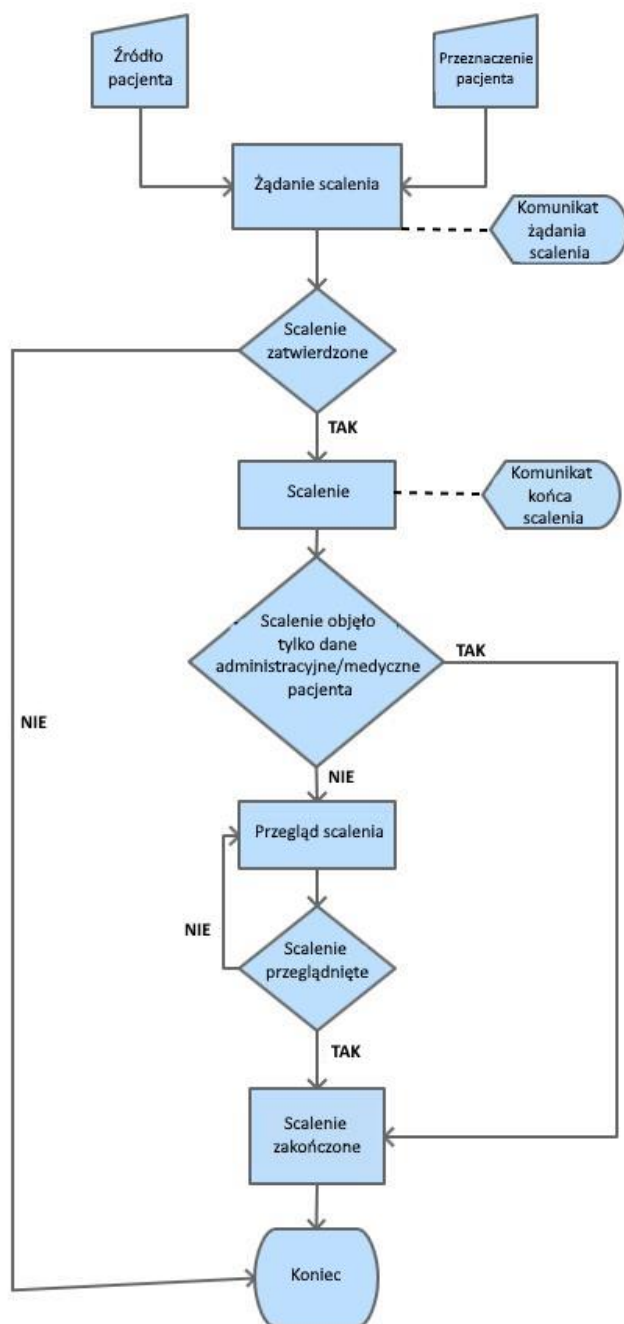 Źródło
pacjenta
Przeznaczenie
pacjenta
Żądanie scalenia
Komunikat
żądania
scalenia
Scalenie
zatwierdzone
TAK
Scalenie
Komunikat
końca
scalenia
Scalenie objęło
tylko dane
administracyjne/medyczne
pacjenta
TAK
NIE
NIE
Przegląd scalenia
NIE
Scalenie
przeglądnięte
TAK
Scalenie
zakończone
Koniec